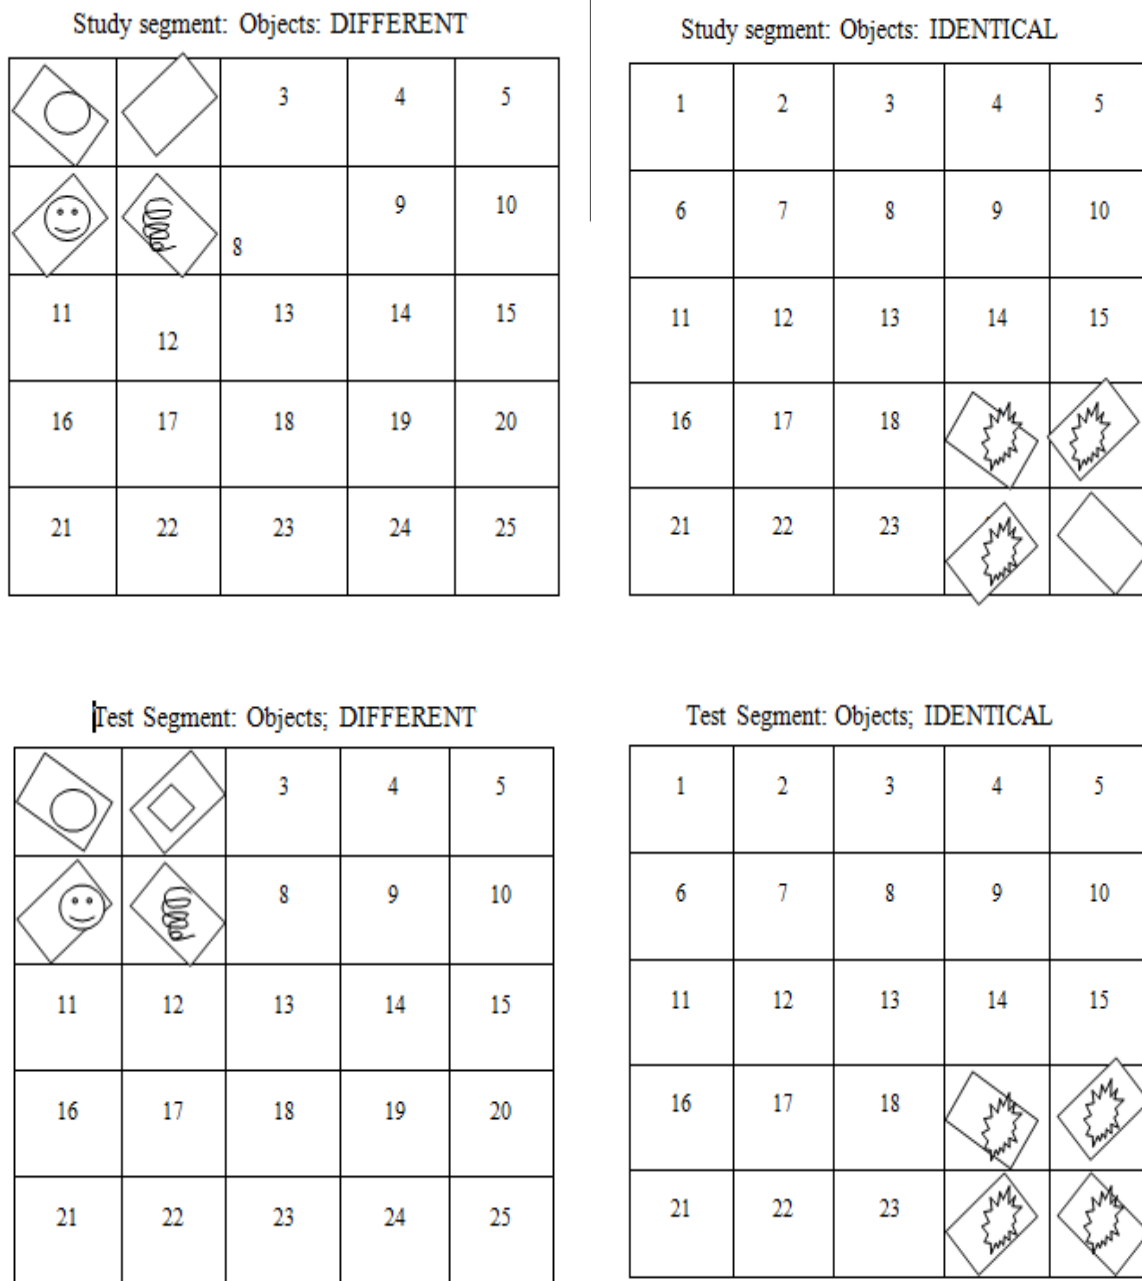 Study segment: Objects: DIFFERENT
3 4 5
9 10
8
11 13 14 15
12
16 17 18 19 20
21 22 23 24 25
Study segment: Objects: IDENTICAL
1 2 3 4 5
6 7 8 9 10
11 12 13 14 15
16 17 18
21 22 23
Test Segment: Objects; DIFFERENT
3 4 5
8 9 10
11 12 13 14 15
16 17 18 19 20
21 22 23 24 25
Test Segment: Objects; IDENTICAL
1 2 3 4 5
6 7 8 9 10
11 12 13 14 15
16 17 18
21 22 23